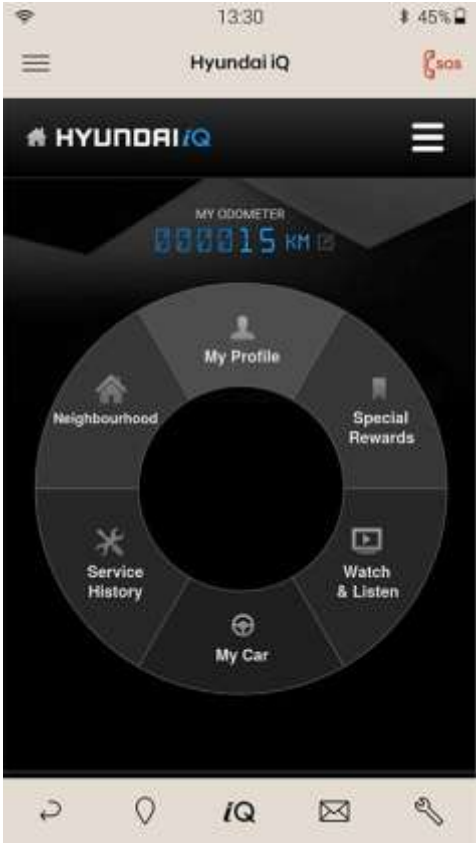 13:30
45%
Hyundai iQ
SOS
HYUNDAI iQ
MY ODOMETER
000015 KM
My Profile
Neighbourhood
Special
Rewards
Service
History
Watch
& Listen
My Car
iQ